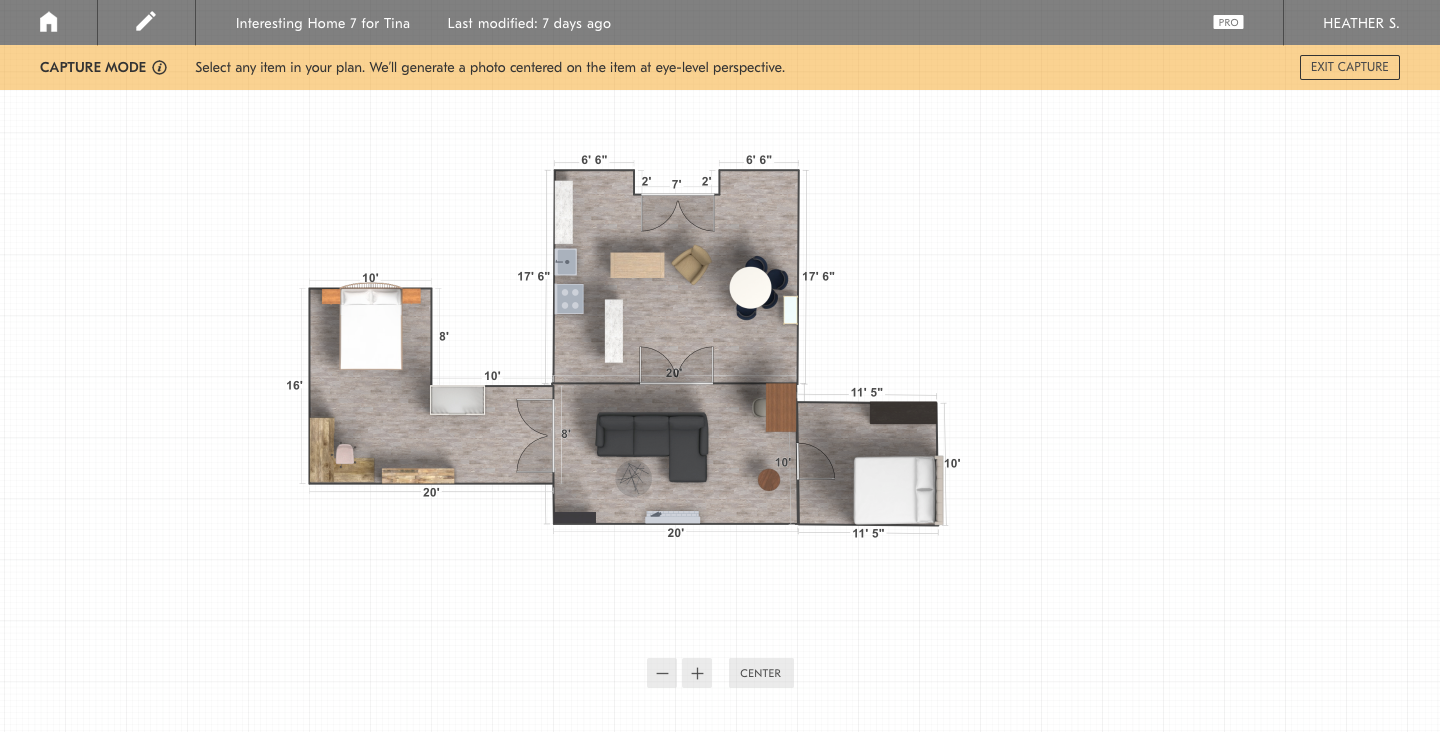 Interesting Home 7 for Tina
Last modified: 7 days ago
PRO
HEATHER S.
CAPTURE MODE i
Select any item in your plan. We'll generate a photo centered on the item at eye-level perspective.
EXIT CAPTURE
6' 6"
6' 6"
2'
7'
2'
17' 6"
17' 6"
10'
8'
20'
16'
10'
11' 5"
8'
10'
10'
20'
20'
11' 5"
CENTER